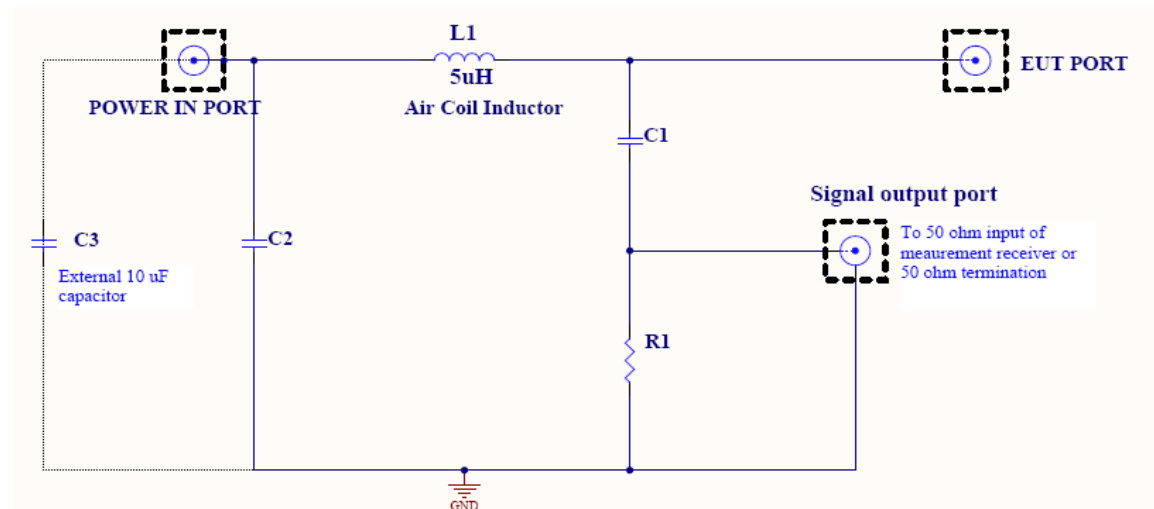 L1
5uH
Air Coil Inductor
POWER IN PORT
EUT PORT
C1
Signal output port
To 50 ohm input of
meaurement receiver or
50 ohm termination
C3
External 10 uF
capacitor
C2
R1
GND